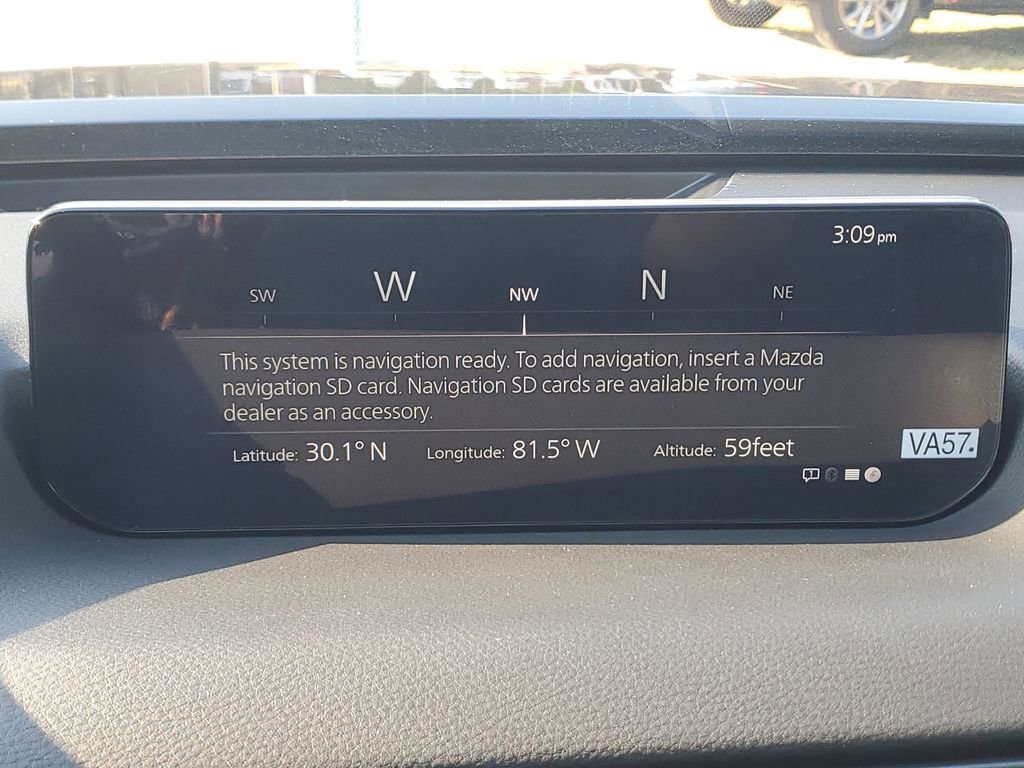 3:09pm
SW W NW N NE
This system is navigation ready. To add navigation, insert a Mazda
navigation SD card. Navigation SD cards are available from your
dealer as an accessory.
Latitude: 30.1° N Longitude: 81.5° W Altitude: 59feet
VA57.